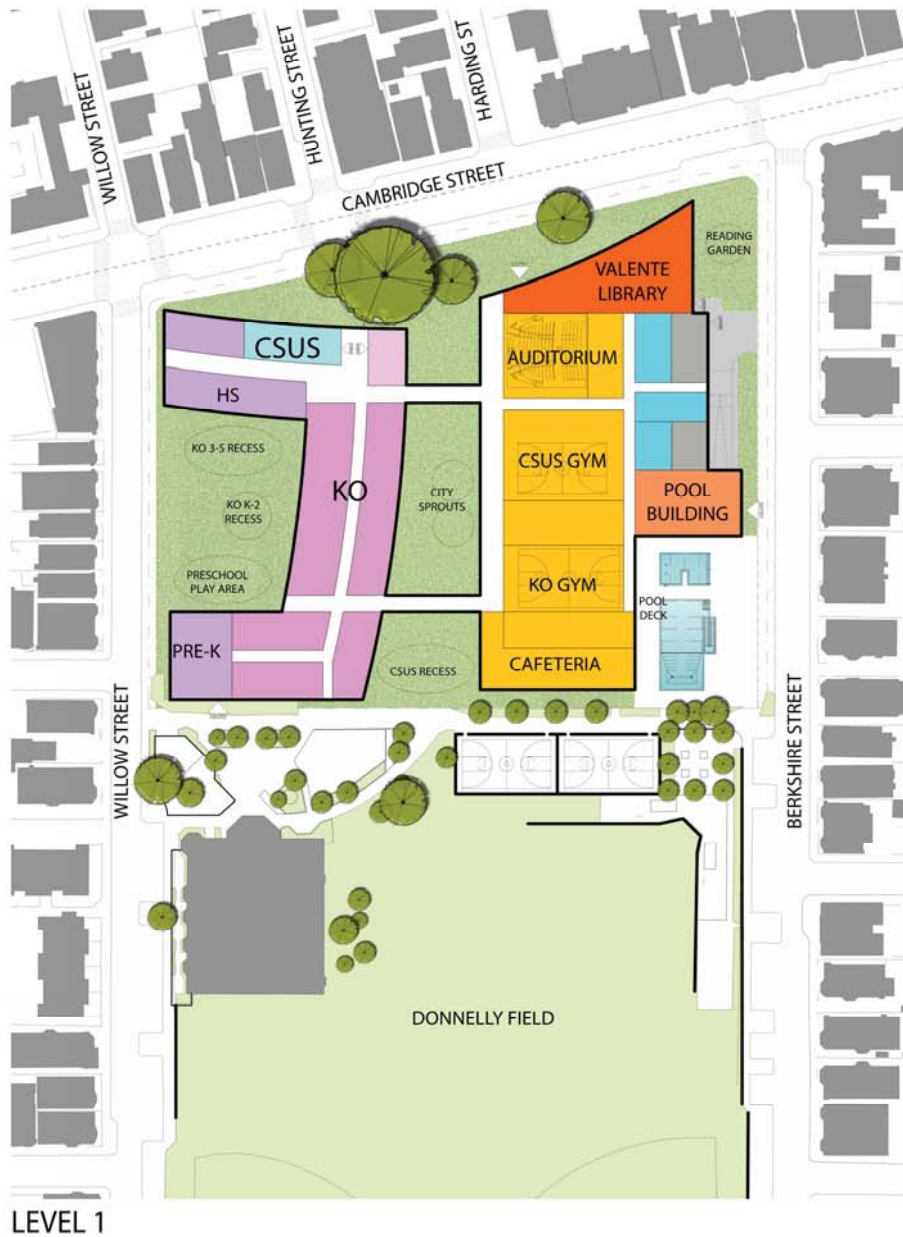 WILLOW STREET
HUNTING STREET
HARDING ST
CAMBRIDGE STREET
READING
GARDEN
VALENTE
LIBRARY
CSUS
AUDITORIUM
HS
KO 3-5 RECESS
KO
CSUS GYM
CITY
SPROUTS
KO K-2
RECESS
POOL
BUILDING
PRESCHOOL
PLAY AREA
KO GYM
POOL
DECK
PRE-K
CSUS RECESS
CAFETERIA
WILLOW STREET
BERKSHIRE STREET
DONNELLY FIELD
LEVEL 1